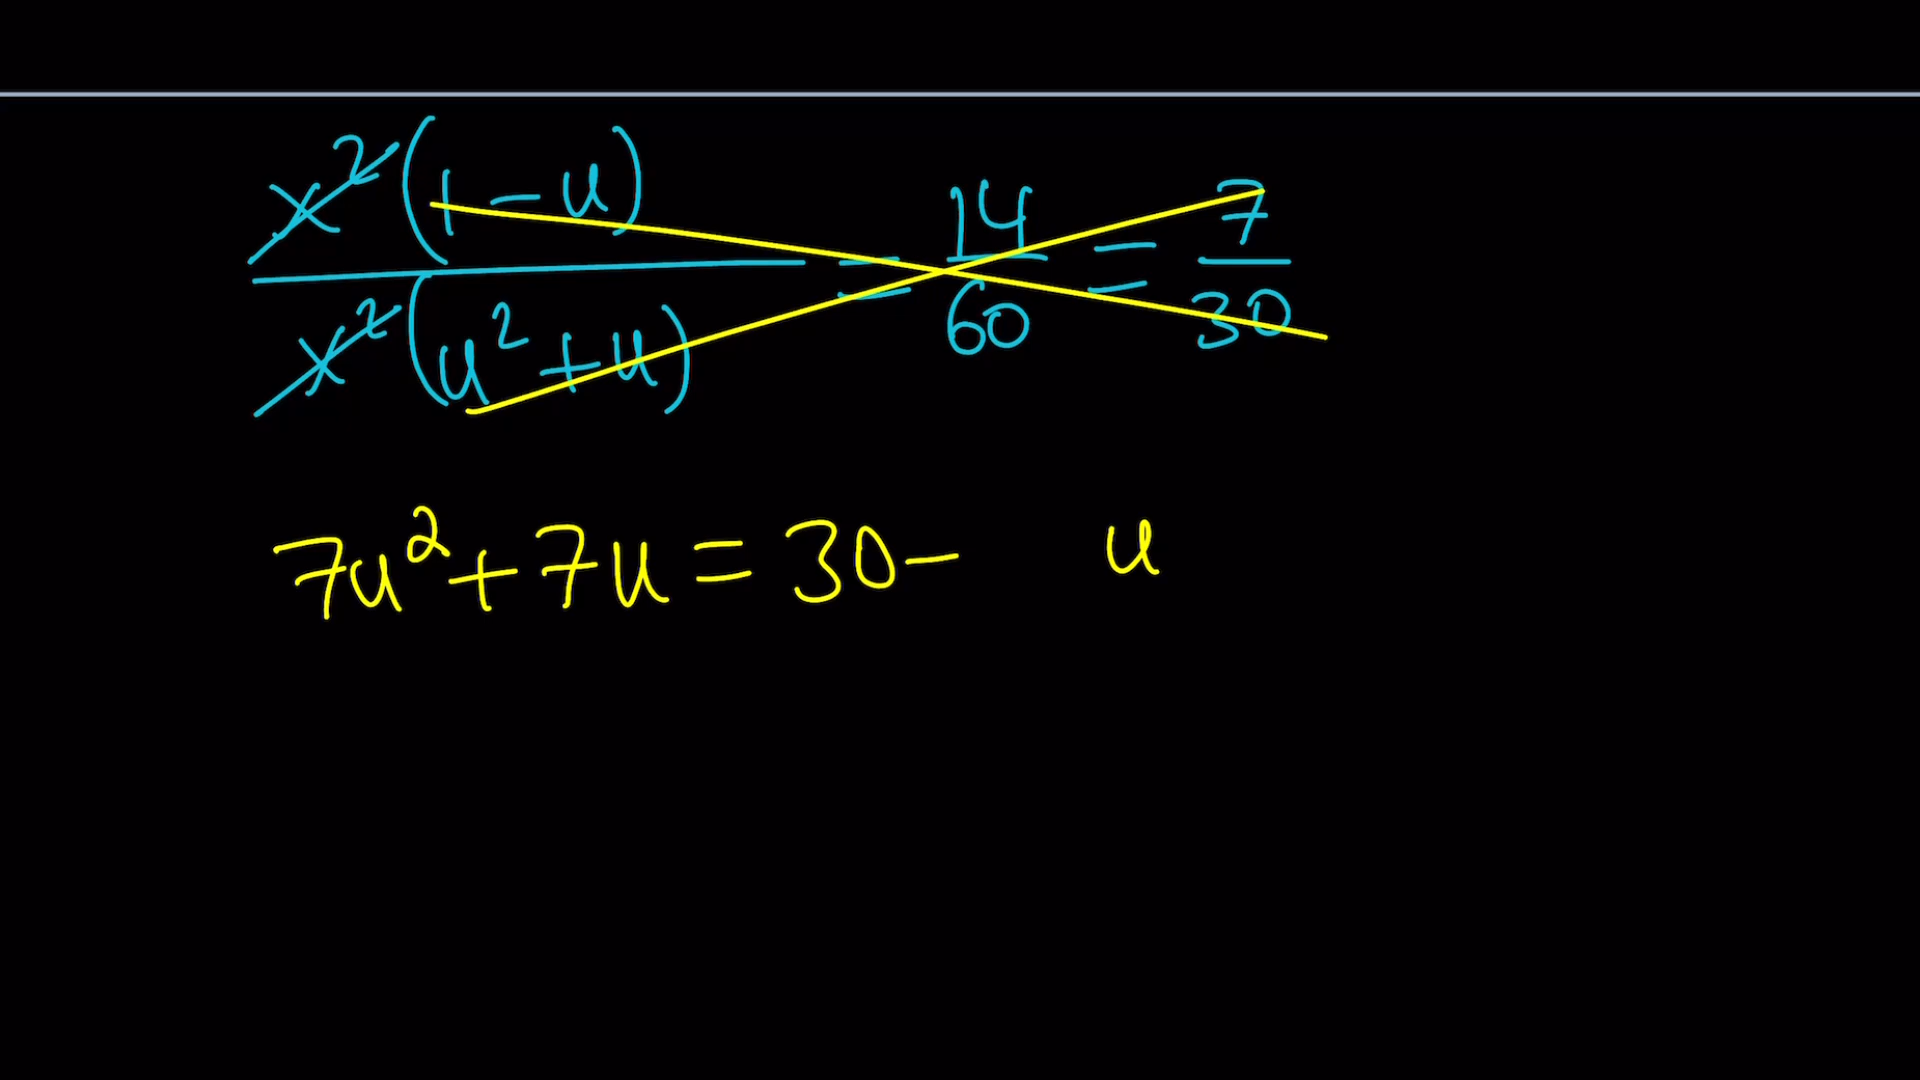 x²(1-u) / x²(u²+u) = 14/60 = 7/30
7u²+7u=30- u